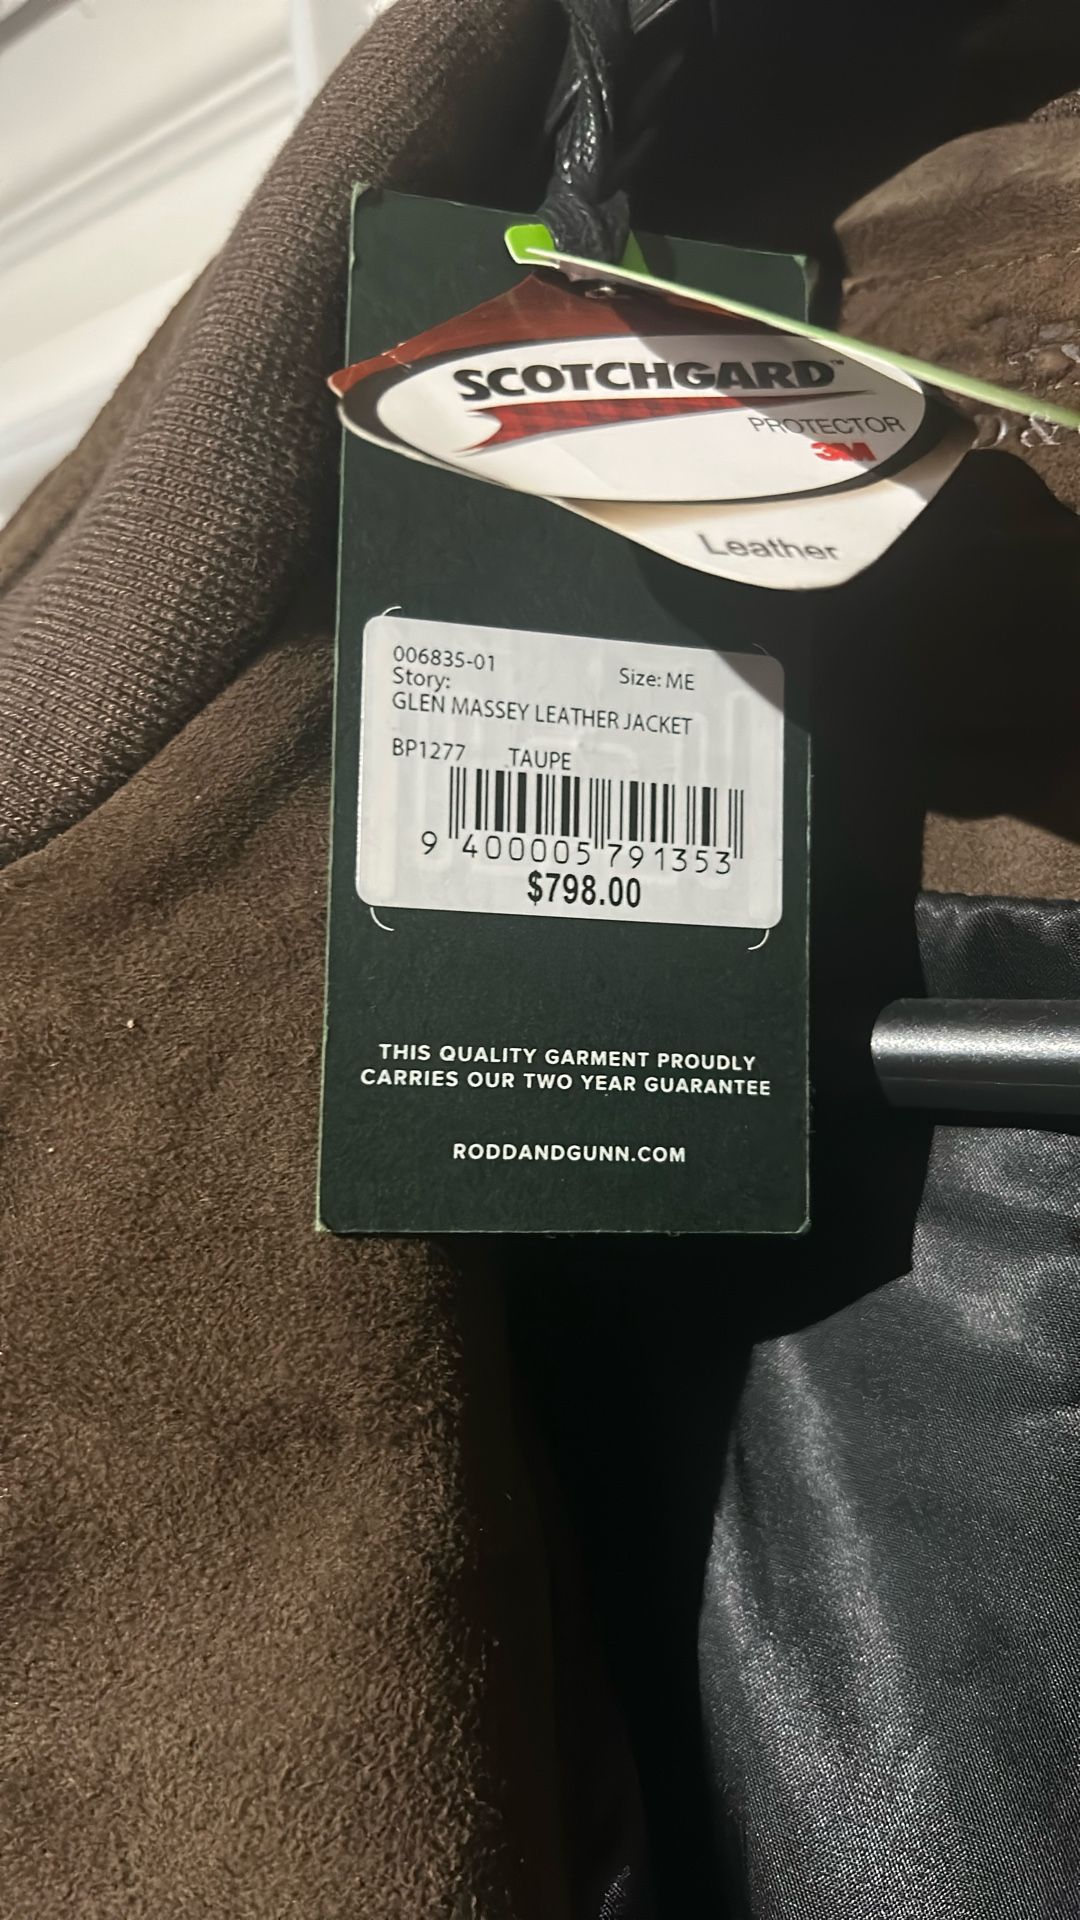 SCOTCHGARD™
PROTECTOR
3M
Leather
D &
006835-01 Size: ME
Story:
GLEN MASSEY LEATHER JACKET
BP1277 TAUPE
9 400005 791353
$798.00
THIS QUALITY GARMENT PROUDLY
CARRIES OUR TWO YEAR GUARANTEE
RODDANDGUNN.COM